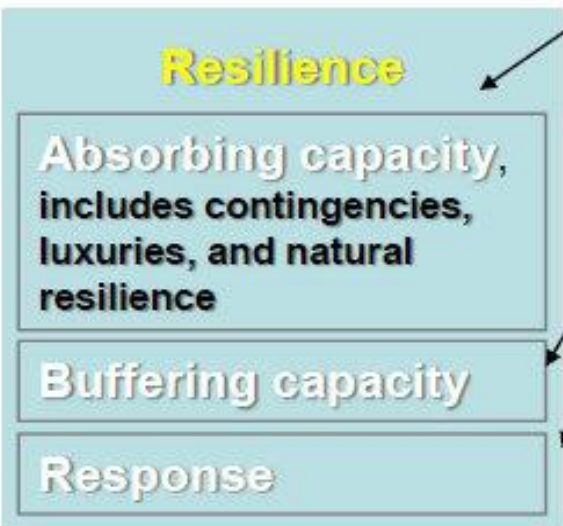 Resilience
Absorbing capacity,
includes contingencies,
luxuries, and natural
resilience
Buffering capacity
Response